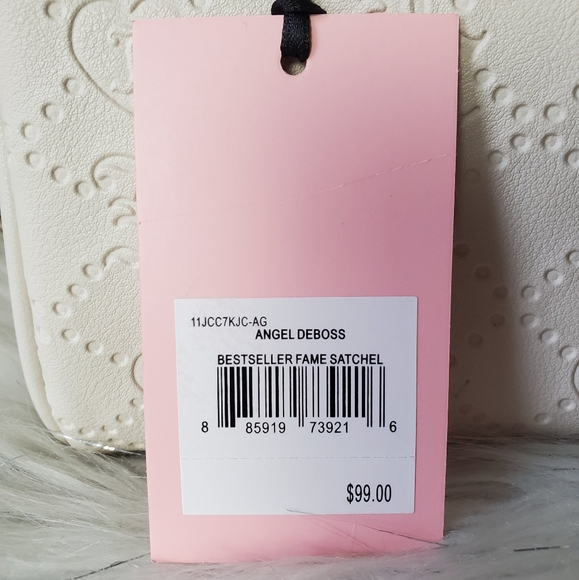 11JCC7KJC-AG
ANGEL DEBOSS
BESTSELLER FAME SATCHEL
8 85919 73921 6
$99.00